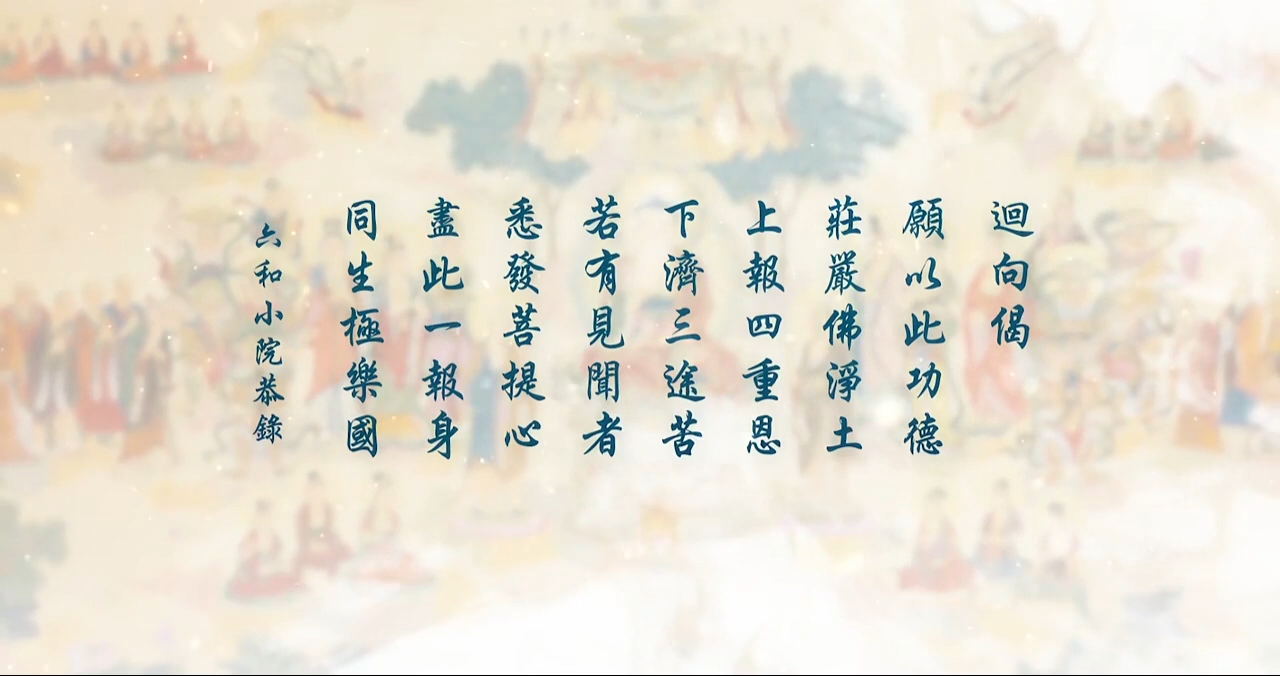 迴向偈
願以此功德
莊嚴佛淨土
上報四重恩
下濟三途苦
若有見聞者
悉發菩提心
盡此一報身
同生極樂國
六和小院恭錄